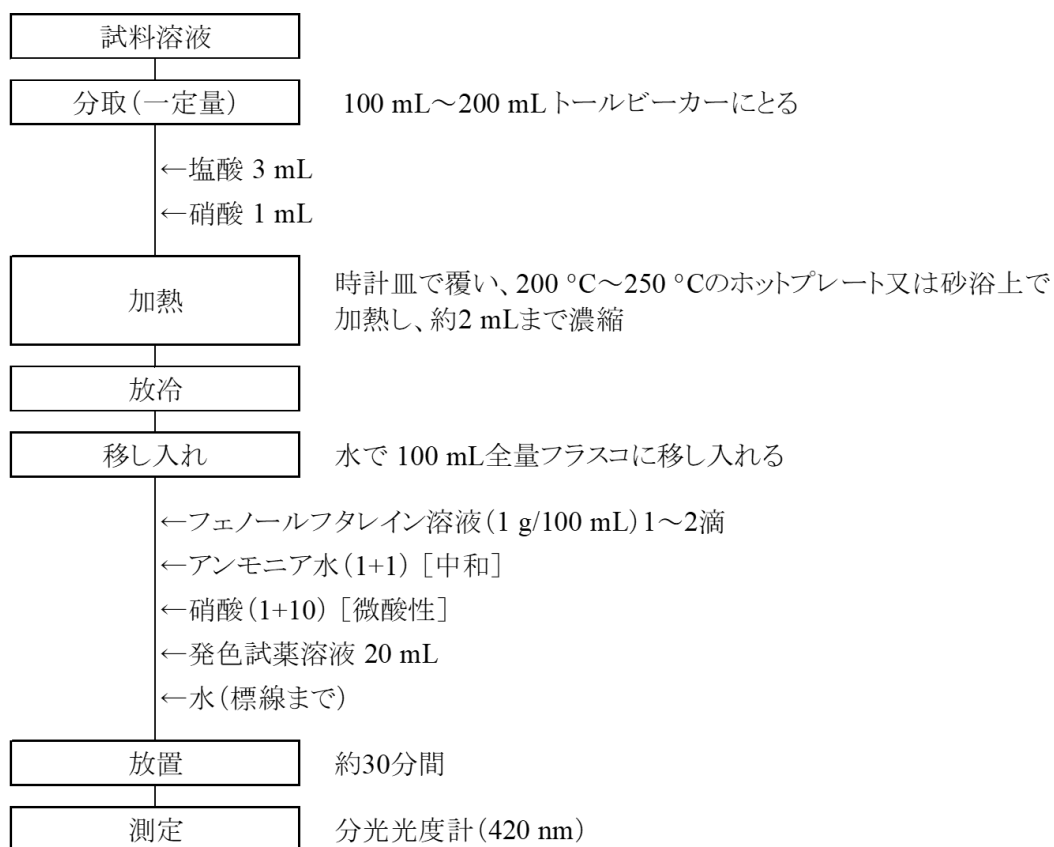 試料溶液
分取(一定量)
100 mL～200 mLトールビーカーにとる
←塩酸 3 mL
←硝酸 1 mL
加熱
時計皿で覆い、200 °C～250 °Cのホットプレート又は砂浴上で
加熱し、約2 mLまで濃縮
放冷
移し入れ
水で 100 mL全量フラスコに移し入れる
←フェノールフタレイン溶液(1 g/100 mL)1～2滴
←アンモニア水(1+1)［中和］
←硝酸(1+10)［微酸性］
←発色試薬溶液 20 mL
←水(標線まで)
放置
約30分間
測定
分光光度計(420 nm)